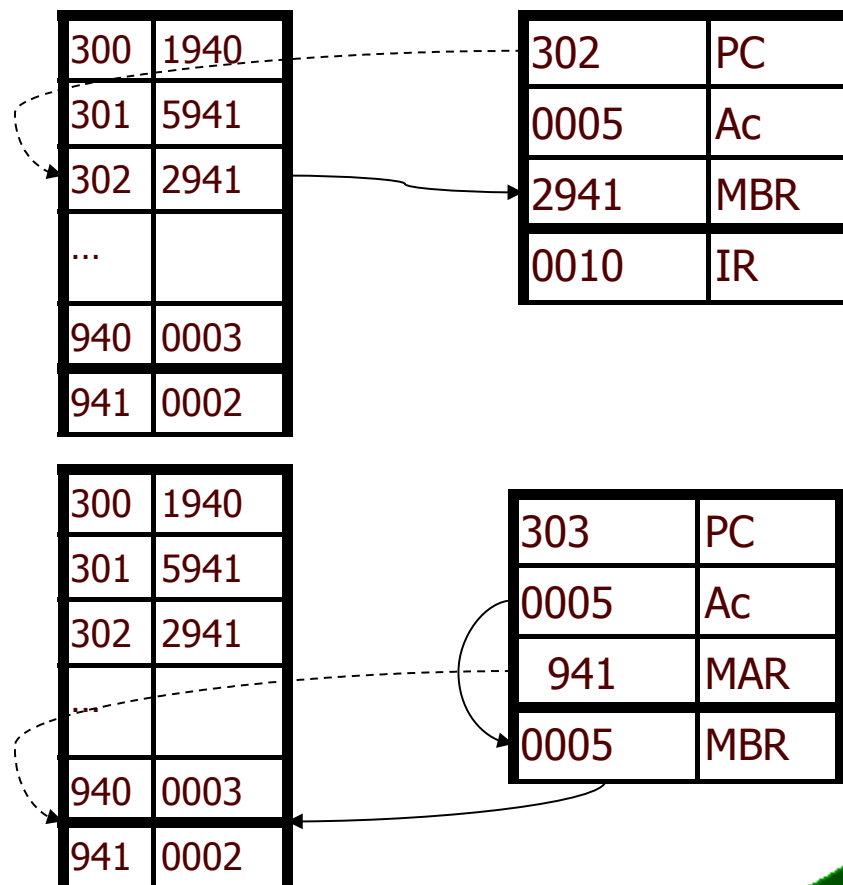 300 1940
301 5941
302 2941
...
940 0003
941 0002
302 PC
0005 Ac
2941 MBR
0010 IR
300 1940
301 5941
302 2941
...
940 0003
941 0002
303 PC
0005 Ac
941 MAR
0005 MBR